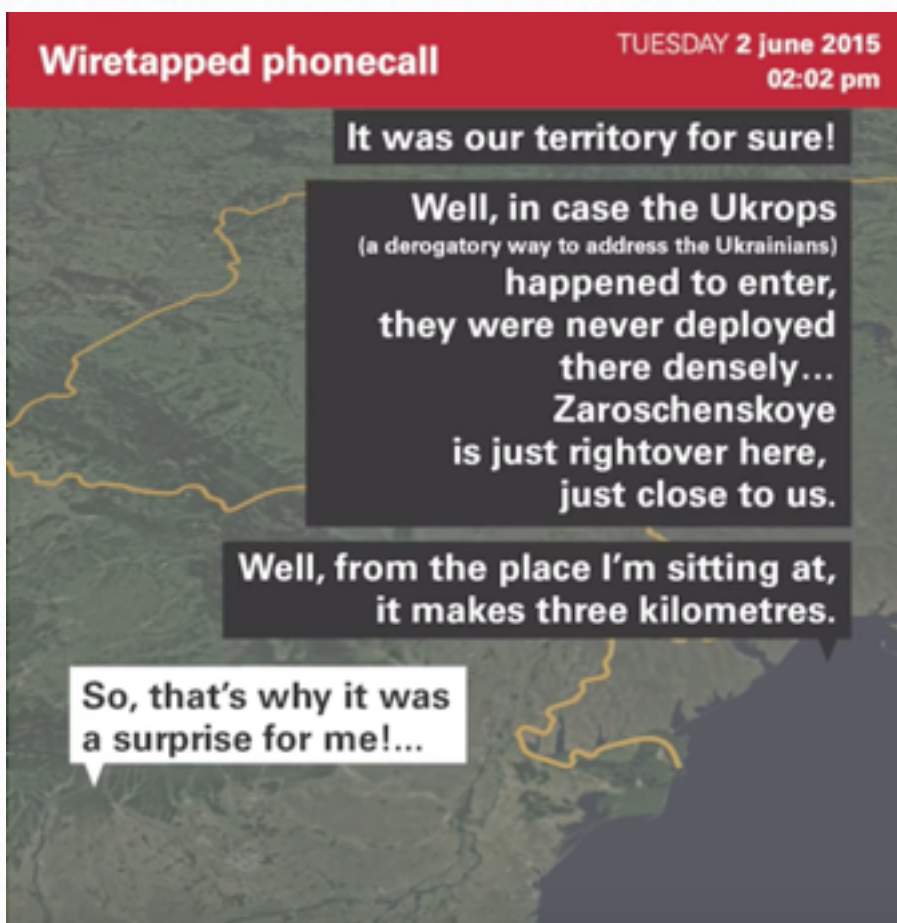 Wiretapped phonecall
TUESDAY 2 june 2015
02:02 pm
It was our territory for sure!
Well, in case the Ukrops
(a derogatory way to address the Ukrainians)
happened to enter,
they were never deployed
there densely...
Zaroschenskoye
is just rightover here,
just close to us.
Well, from the place I'm sitting at,
it makes three kilometres.
So, that's why it was
a surprise for me!...